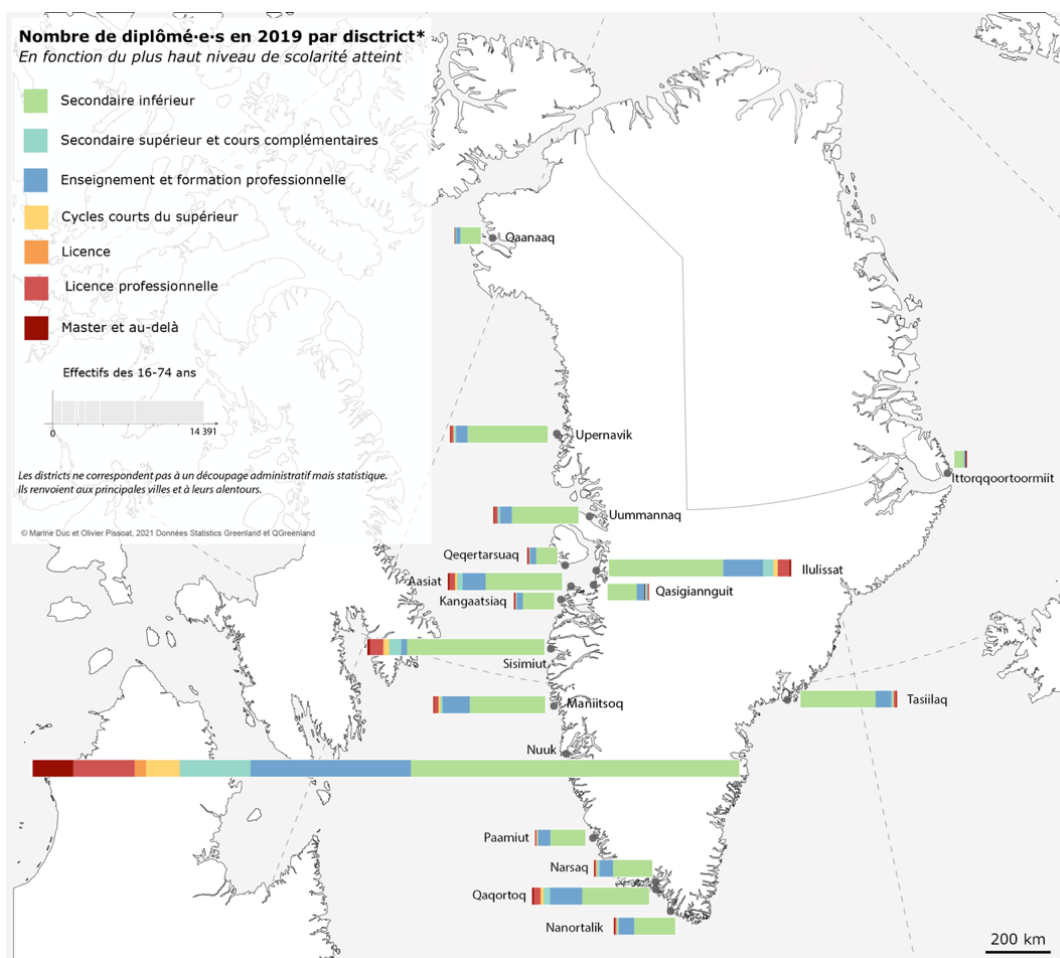 Nombre de diplômé·e·s en 2019 par disctrict*
En fonction du plus haut niveau de scolarité atteint
Secondaire inférieur
Secondaire supérieur et cours complémentaires
Enseignement et formation professionnelle
Cycles courts du supérieur
Licence
Licence professionnelle
Master et au-delà
Effectifs des 16-74 ans
0
14 391
Les districts ne correspondent pas à un découpage administratif mais statistique.
Ils renvoient aux principales villes et à leurs alentours.
© Marine Duc et Olivier Pissoat, 2021 Données Statistics Greenland et QGreenland
Qaanaaq
Upernavik
Ittorqqoortoormiit
Uummannaq
Qeqertarsuaq
Ilulissat
Aasiat
Qasigiannguit
Kangaatsiaq
Sisimiut
Maniitsoq
Tasiilaq
Nuuk
Paamiut
Narsaq
Qaqortoq
Nanortalik
200 km